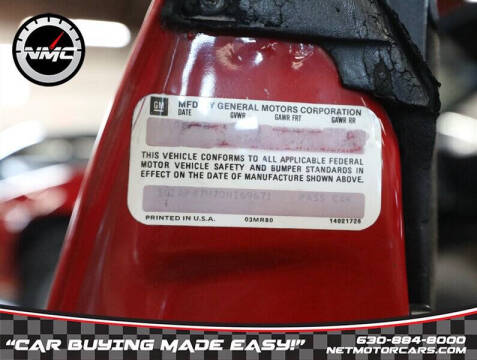 NMC
GM MFD BY GENERAL MOTORS CORPORATION
DATE GVWR GAWR FRT GAWR RR
THIS VEHICLE CONFORMS TO ALL APPLICABLE FEDERAL
MOTOR VEHICLE SAFETY AND BUMPER STANDARDS IN
EFFECT ON THE DATE OF MANUFACTURE SHOWN ABOVE.
PASS CAR
PRINTED IN U.S.A. 03MR80 14021726
"CAR BUYING MADE EASY!"
630-884-8000
NETMOTORCARS.COM